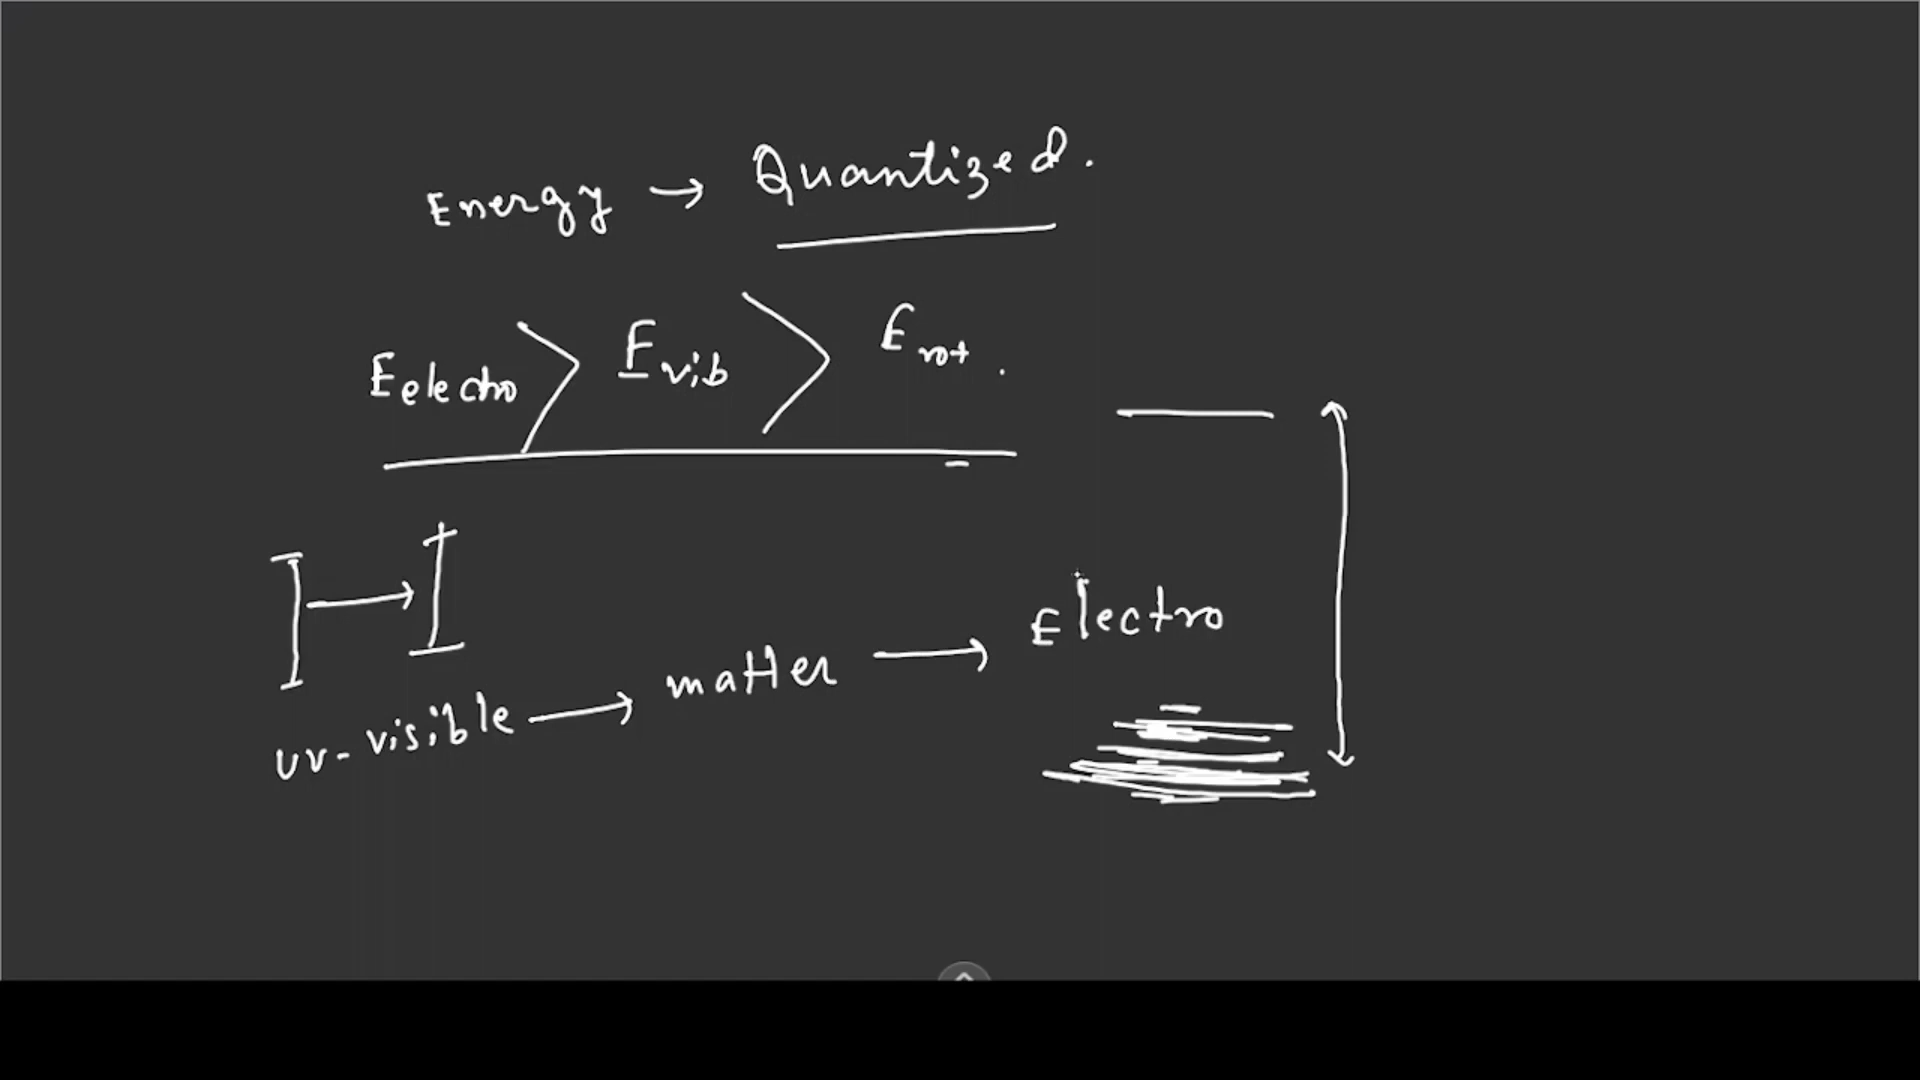 Energy → Quantized.
Eelectro > Evib > Erot.
I → I
uv-visible → matter → Electro